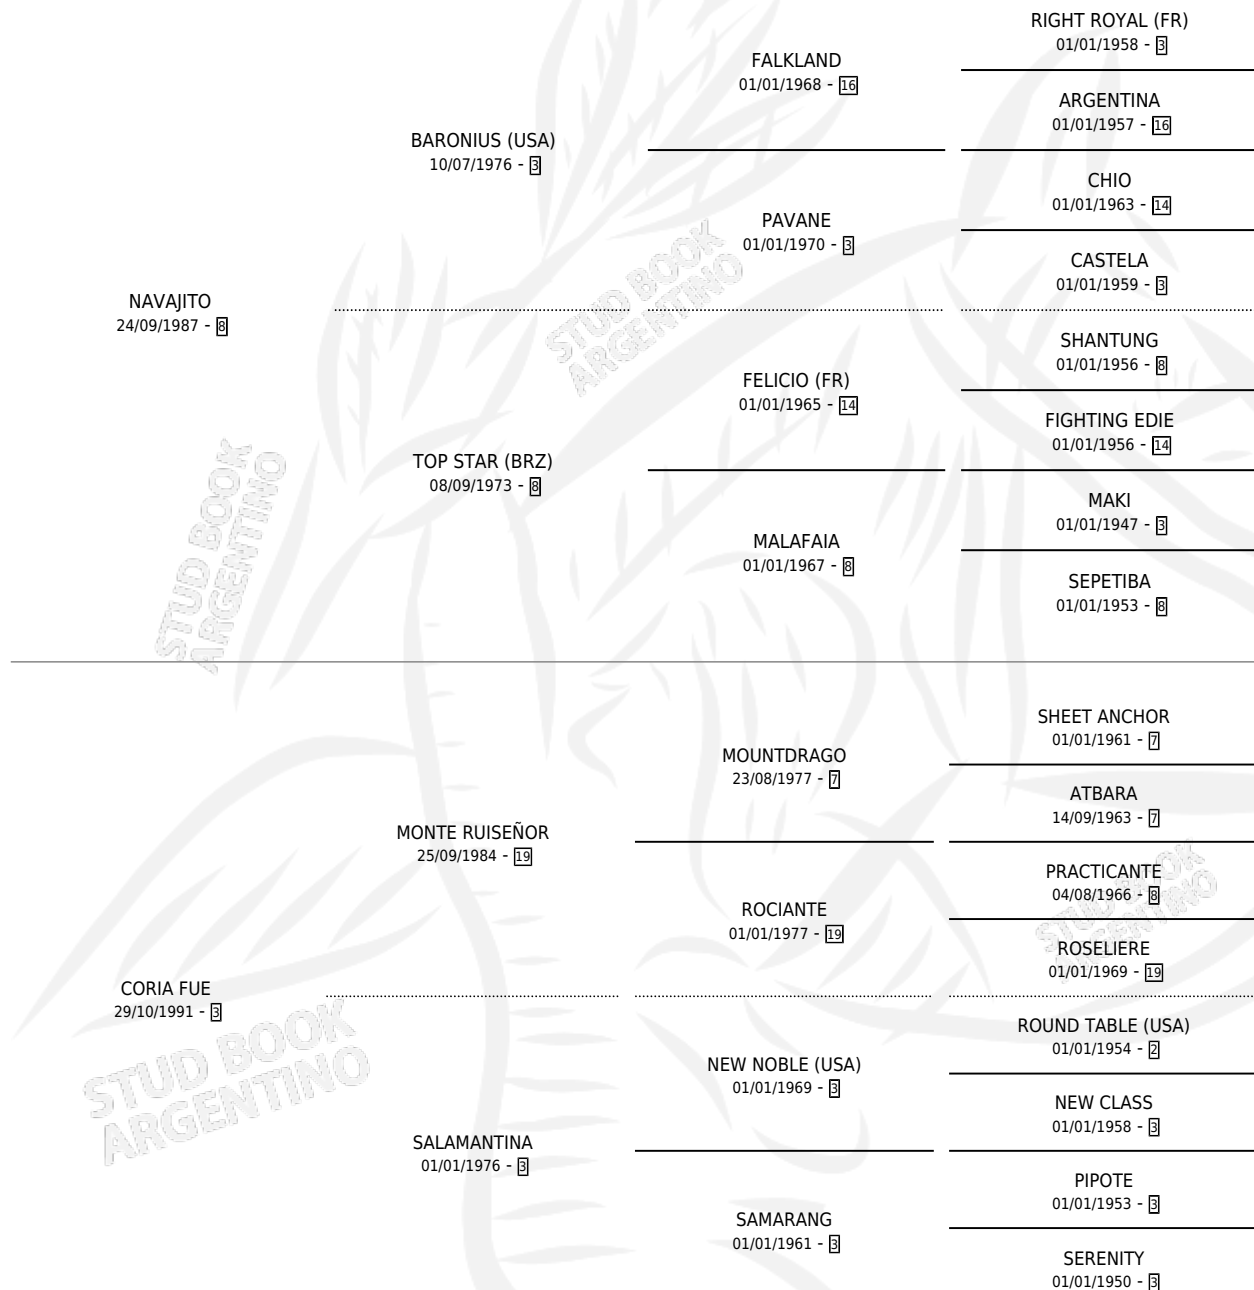 RIGHT ROYAL (FR)
01/01/1958 - 3
FALKLAND
01/01/1968 - 16
ARGENTINA
01/01/1957 - 16
BARONIUS (USA)
10/07/1976 - 3
CHIO
01/01/1963 - 14
PAVANE
01/01/1970 - 3
CASTELA
01/01/1959 - 3
NAVAJITO
24/09/1987 - 8
SHANTUNG
01/01/1956 - 8
FELICIO (FR)
01/01/1965 - 14
FIGHTING EDIE
01/01/1956 - 14
TOP STAR (BRZ)
08/09/1973 - 8
MAKI
01/01/1947 - 3
MALAFAIA
01/01/1967 - 8
SEPETIBA
01/01/1953 - 8
SHEET ANCHOR
01/01/1961 - 7
MOUNTDRAGO
23/08/1977 - 7
ATBARA
14/09/1963 - 7
MONTE RUISEÑOR
25/09/1984 - 19
PRACTICANTE
04/08/1966 - 8
ROCIANTE
01/01/1977 - 19
ROSELIERE
01/01/1969 - 19
CORIA FUE
29/10/1991 - 3
ROUND TABLE (USA)
01/01/1954 - 2
NEW NOBLE (USA)
01/01/1969 - 3
NEW CLASS
01/01/1958 - 3
SALAMANTINA
01/01/1976 - 3
PIPOTE
01/01/1953 - 3
SAMARANG
01/01/1961 - 3
SERENITY
01/01/1950 - 3
STUD BOOK
ARGENTINO
STUD BOOK
ARGENTINO
STUD BOOK
ARGENTINO
STUD BOOK
ARGENTINO